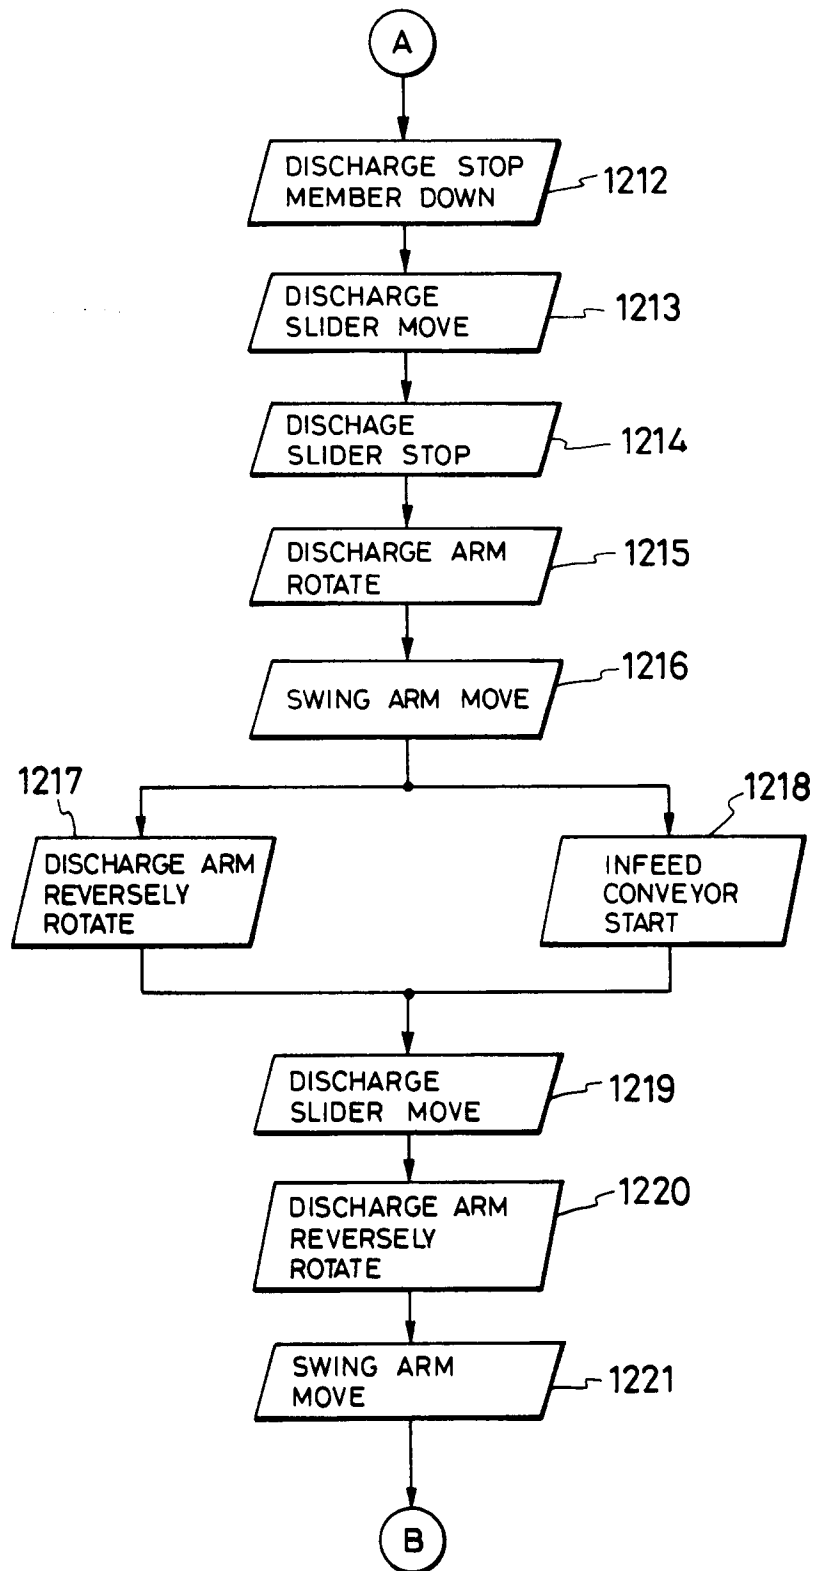 A
DISCHARGE STOP
MEMBER DOWN
1212
DISCHARGE
SLIDER MOVE
1213
DISCHAGE
SLIDER STOP
1214
DISCHARGE ARM
ROTATE
1215
SWING ARM MOVE
1216
1217
DISCHARGE ARM
REVERSELY
ROTATE
1218
INFEED
CONVEYOR
START
DISCHARGE
SLIDER MOVE
1219
DISCHARGE ARM
REVERSELY
ROTATE
1220
SWING ARM
MOVE
1221
B